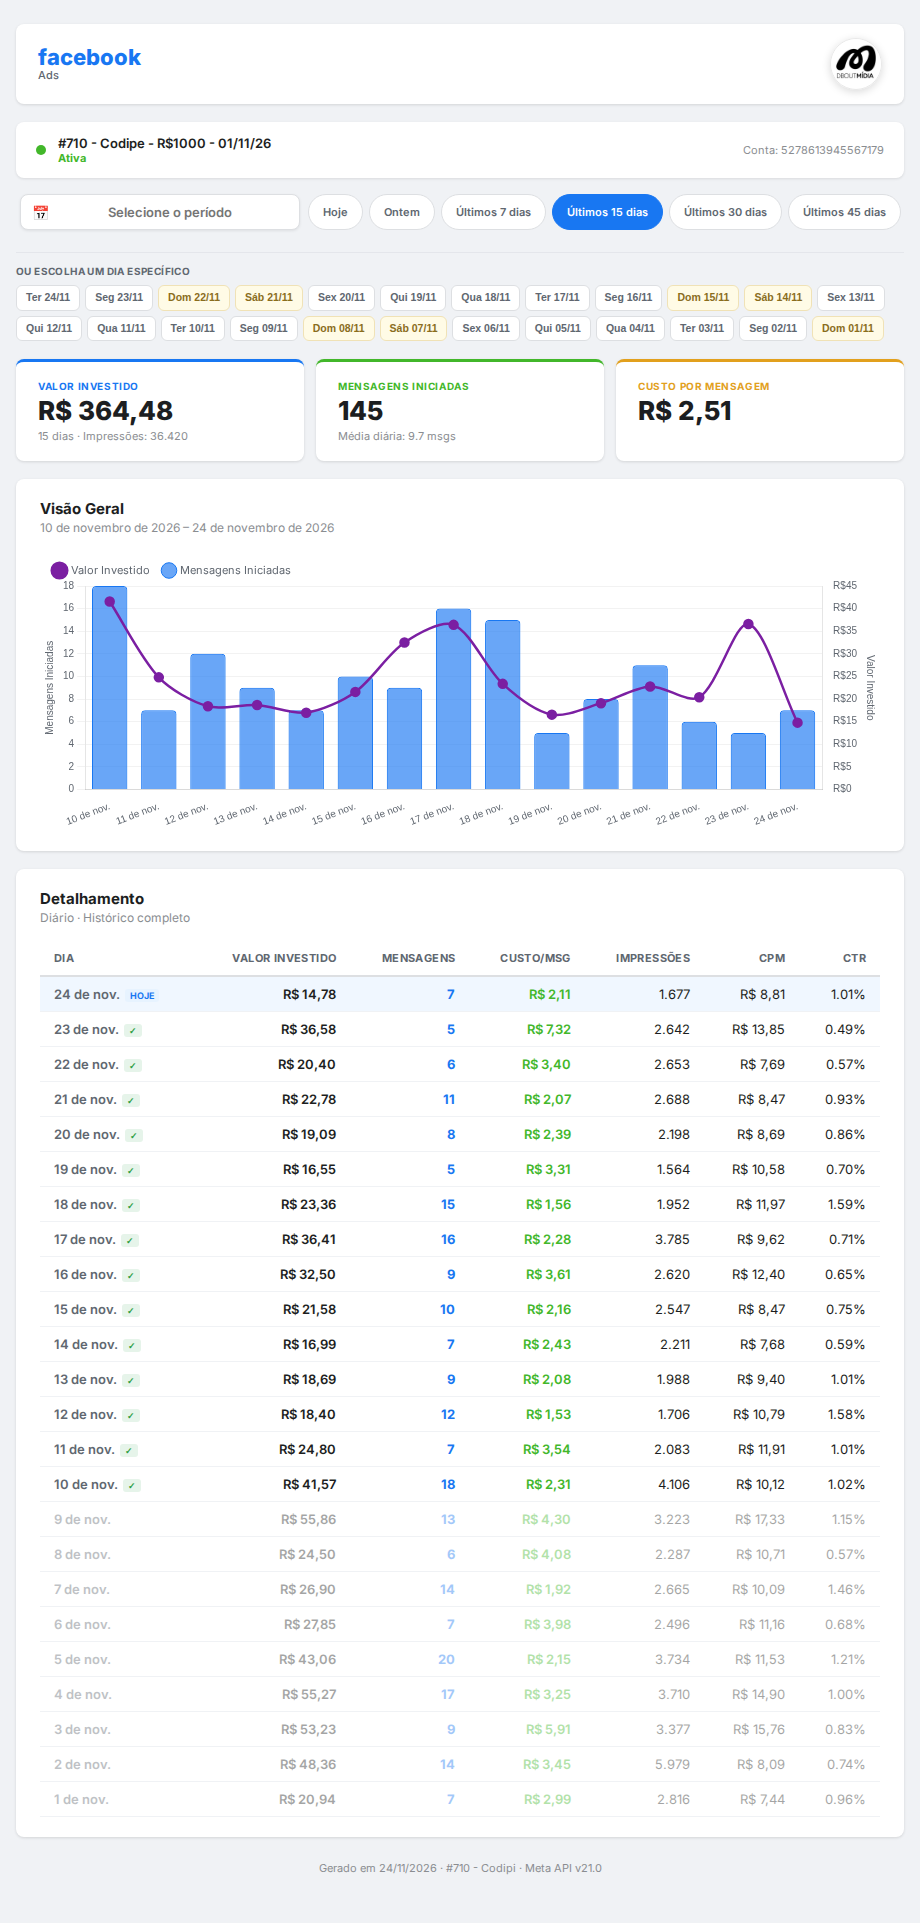 facebook
Ads
DBOUTMÍDIA
#710 - Codipe - R$1000 - 01/11/26
Ativa
Conta: 5278613945567179
Selecione o período
Hoje
Ontem
Últimos 7 dias
Últimos 15 dias
Últimos 30 dias
Últimos 45 dias
OU ESCOLHA UM DIA ESPECÍFICO
Ter 24/11 Seg 23/11 Dom 22/11 Sáb 21/11 Sex 20/11 Qui 19/11 Qua 18/11 Ter 17/11 Seg 16/11 Dom 15/11 Sáb 14/11 Sex 13/11
Qui 12/11 Qua 11/11 Ter 10/11 Seg 09/11 Dom 08/11 Sáb 07/11 Sex 06/11 Qui 05/11 Qua 04/11 Ter 03/11 Seg 02/11 Dom 01/11
VALOR INVESTIDO
R$ 364,48
15 dias · Impressões: 36.420
MENSAGENS INICIADAS
145
Média diária: 9.7 msgs
CUSTO POR MENSAGEM
R$ 2,51
Visão Geral
10 de novembro de 2026 – 24 de novembro de 2026
Valor Investido
Mensagens Iniciadas
Mensagens Iniciadas
18
16
14
12
10
8
6
4
2
0
R$45
R$40
R$35
R$30
R$25
R$20
R$15
R$10
R$5
R$0
Valor Investido
10 de nov. 11 de nov. 12 de nov. 13 de nov. 14 de nov. 15 de nov. 16 de nov. 17 de nov. 18 de nov. 19 de nov. 20 de nov. 21 de nov. 22 de nov. 23 de nov. 24 de nov.
Detalhamento
Diário · Histórico completo
DIA VALOR INVESTIDO MENSAGENS CUSTO/MSG IMPRESSÕES CPM CTR
24 de nov. HOJE R$ 14,78 7 R$ 2,11 1.677 R$ 8,81 1.01%
23 de nov. ✓ R$ 36,58 5 R$ 7,32 2.642 R$ 13,85 0.49%
22 de nov. ✓ R$ 20,40 6 R$ 3,40 2.653 R$ 7,69 0.57%
21 de nov. ✓ R$ 22,78 11 R$ 2,07 2.688 R$ 8,47 0.93%
20 de nov. ✓ R$ 19,09 8 R$ 2,39 2.198 R$ 8,69 0.86%
19 de nov. ✓ R$ 16,55 5 R$ 3,31 1.564 R$ 10,58 0.70%
18 de nov. ✓ R$ 23,36 15 R$ 1,56 1.952 R$ 11,97 1.59%
17 de nov. ✓ R$ 36,41 16 R$ 2,28 3.785 R$ 9,62 0.71%
16 de nov. ✓ R$ 32,50 9 R$ 3,61 2.620 R$ 12,40 0.65%
15 de nov. ✓ R$ 21,58 10 R$ 2,16 2.547 R$ 8,47 0.75%
14 de nov. ✓ R$ 16,99 7 R$ 2,43 2.211 R$ 7,68 0.59%
13 de nov. ✓ R$ 18,69 9 R$ 2,08 1.988 R$ 9,40 1.01%
12 de nov. ✓ R$ 18,40 12 R$ 1,53 1.706 R$ 10,79 1.58%
11 de nov. ✓ R$ 24,80 7 R$ 3,54 2.083 R$ 11,91 1.01%
10 de nov. ✓ R$ 41,57 18 R$ 2,31 4.106 R$ 10,12 1.02%
9 de nov. R$ 55,86 13 R$ 4,30 3.223 R$ 17,33 1.15%
8 de nov. R$ 24,50 6 R$ 4,08 2.287 R$ 10,71 0.57%
7 de nov. R$ 26,90 14 R$ 1,92 2.665 R$ 10,09 1.46%
6 de nov. R$ 27,85 7 R$ 3,98 2.496 R$ 11,16 0.68%
5 de nov. R$ 43,06 20 R$ 2,15 3.734 R$ 11,53 1.21%
4 de nov. R$ 55,27 17 R$ 3,25 3.710 R$ 14,90 1.00%
3 de nov. R$ 53,23 9 R$ 5,91 3.377 R$ 15,76 0.83%
2 de nov. R$ 48,36 14 R$ 3,45 5.979 R$ 8,09 0.74%
1 de nov. R$ 20,94 7 R$ 2,99 2.816 R$ 7,44 0.96%
Gerado em 24/11/2026 · #710 - Codipi · Meta API v21.0